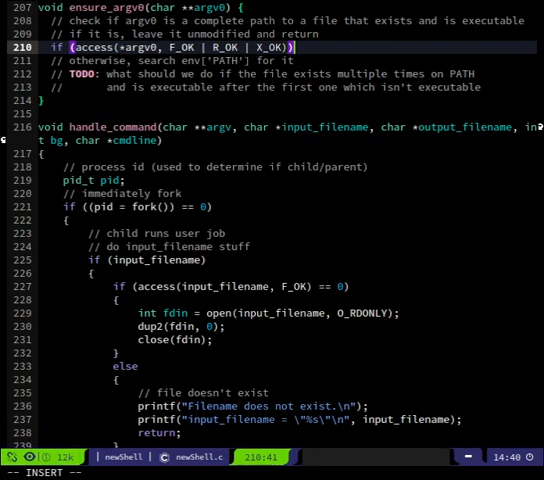 207 void ensure_argv0(char **argv0) {
208   // check if argv0 is a complete path to a file that exists and is executable
209   // if it is, leave it unmodified and return
210   if (access(*argv0, F_OK | R_OK | X_OK))
211   // otherwise, search env['PATH'] for it
212   // TODO: what should we do if the file exists multiple times on PATH
213   //       and is executable after the first one which isn't executable
214 }
215
216 void handle_command(char **argv, char *input_filename, char *output_filename, in
t bg, char *cmdline)
217 {
218     // process id (used to determine if child/parent)
219     pid_t pid;
220     // immediately fork
221     if ((pid = fork()) == 0)
222     {
223         // child runs user job
224         // do input_filename stuff
225         if (input_filename)
226         {
227             if (access(input_filename, F_OK) == 0)
228             {
229                 int fdin = open(input_filename, O_RDONLY);
230                 dup2(fdin, 0);
231                 close(fdin);
232             }
233             else
234             {
235                 // file doesn't exist
236                 printf("Filename does not exist.\n");
237                 printf("input_filename = \"%s\"\n", input_filename);
238                 return;
239             }
12k | newShell newShell.c 210:41 14:40
-- INSERT --